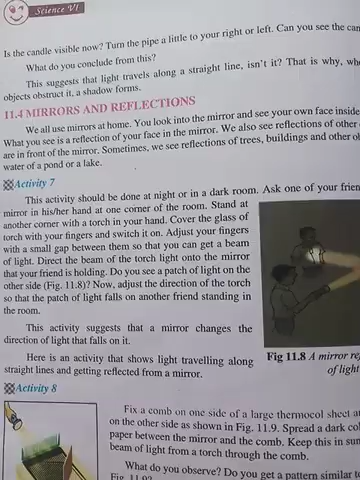 Science VI
Is the candle visible now? Turn the pipe a little to your right or left. Can you see the
What do you conclude from this?
This suggests that light travels along a straight line, isn't it? That is why,
objects obstruct it, a shadow forms.
11.4 MIRRORS AND REFLECTIONS
We all use mirrors at home. You look into the mirror and see your own face inside
What you see is a reflection of your face in the mirror. We also see reflections of other
are in front of the mirror. Sometimes, we see reflections of trees, buildings and other
water of a pond or a lake.
Activity 7
This activity should be done at night or in a dark room. Ask one of your
mirror in his/her hand at one corner of the room. Stand at
another corner with a torch in your hand. Cover the glass of
torch with your fingers and switch it on. Adjust your fingers
with a small gap between them so that you can get a beam
of light. Direct the beam of the torch light onto the mirror
that your friend is holding. Do you see a patch of light on the
other side (Fig. 11.8)? Now, adjust the direction of the torch
so that the patch of light falls on another friend standing in
the room.
This activity suggests that a mirror changes the
direction of light that falls on it.
Here is an activity that shows light travelling along
straight lines and getting reflected from a mirror.
Fig 11.8 A mirror
of light
Activity 8
Fix a comb on one side of a large thermocol sheet
on the other side as shown in Fig. 11.9. Spread a dark
paper between the mirror and the comb. Keep this in
beam of light from a torch through the comb.
What do you observe? Do you get a pattern similar
Fig. 11.9?